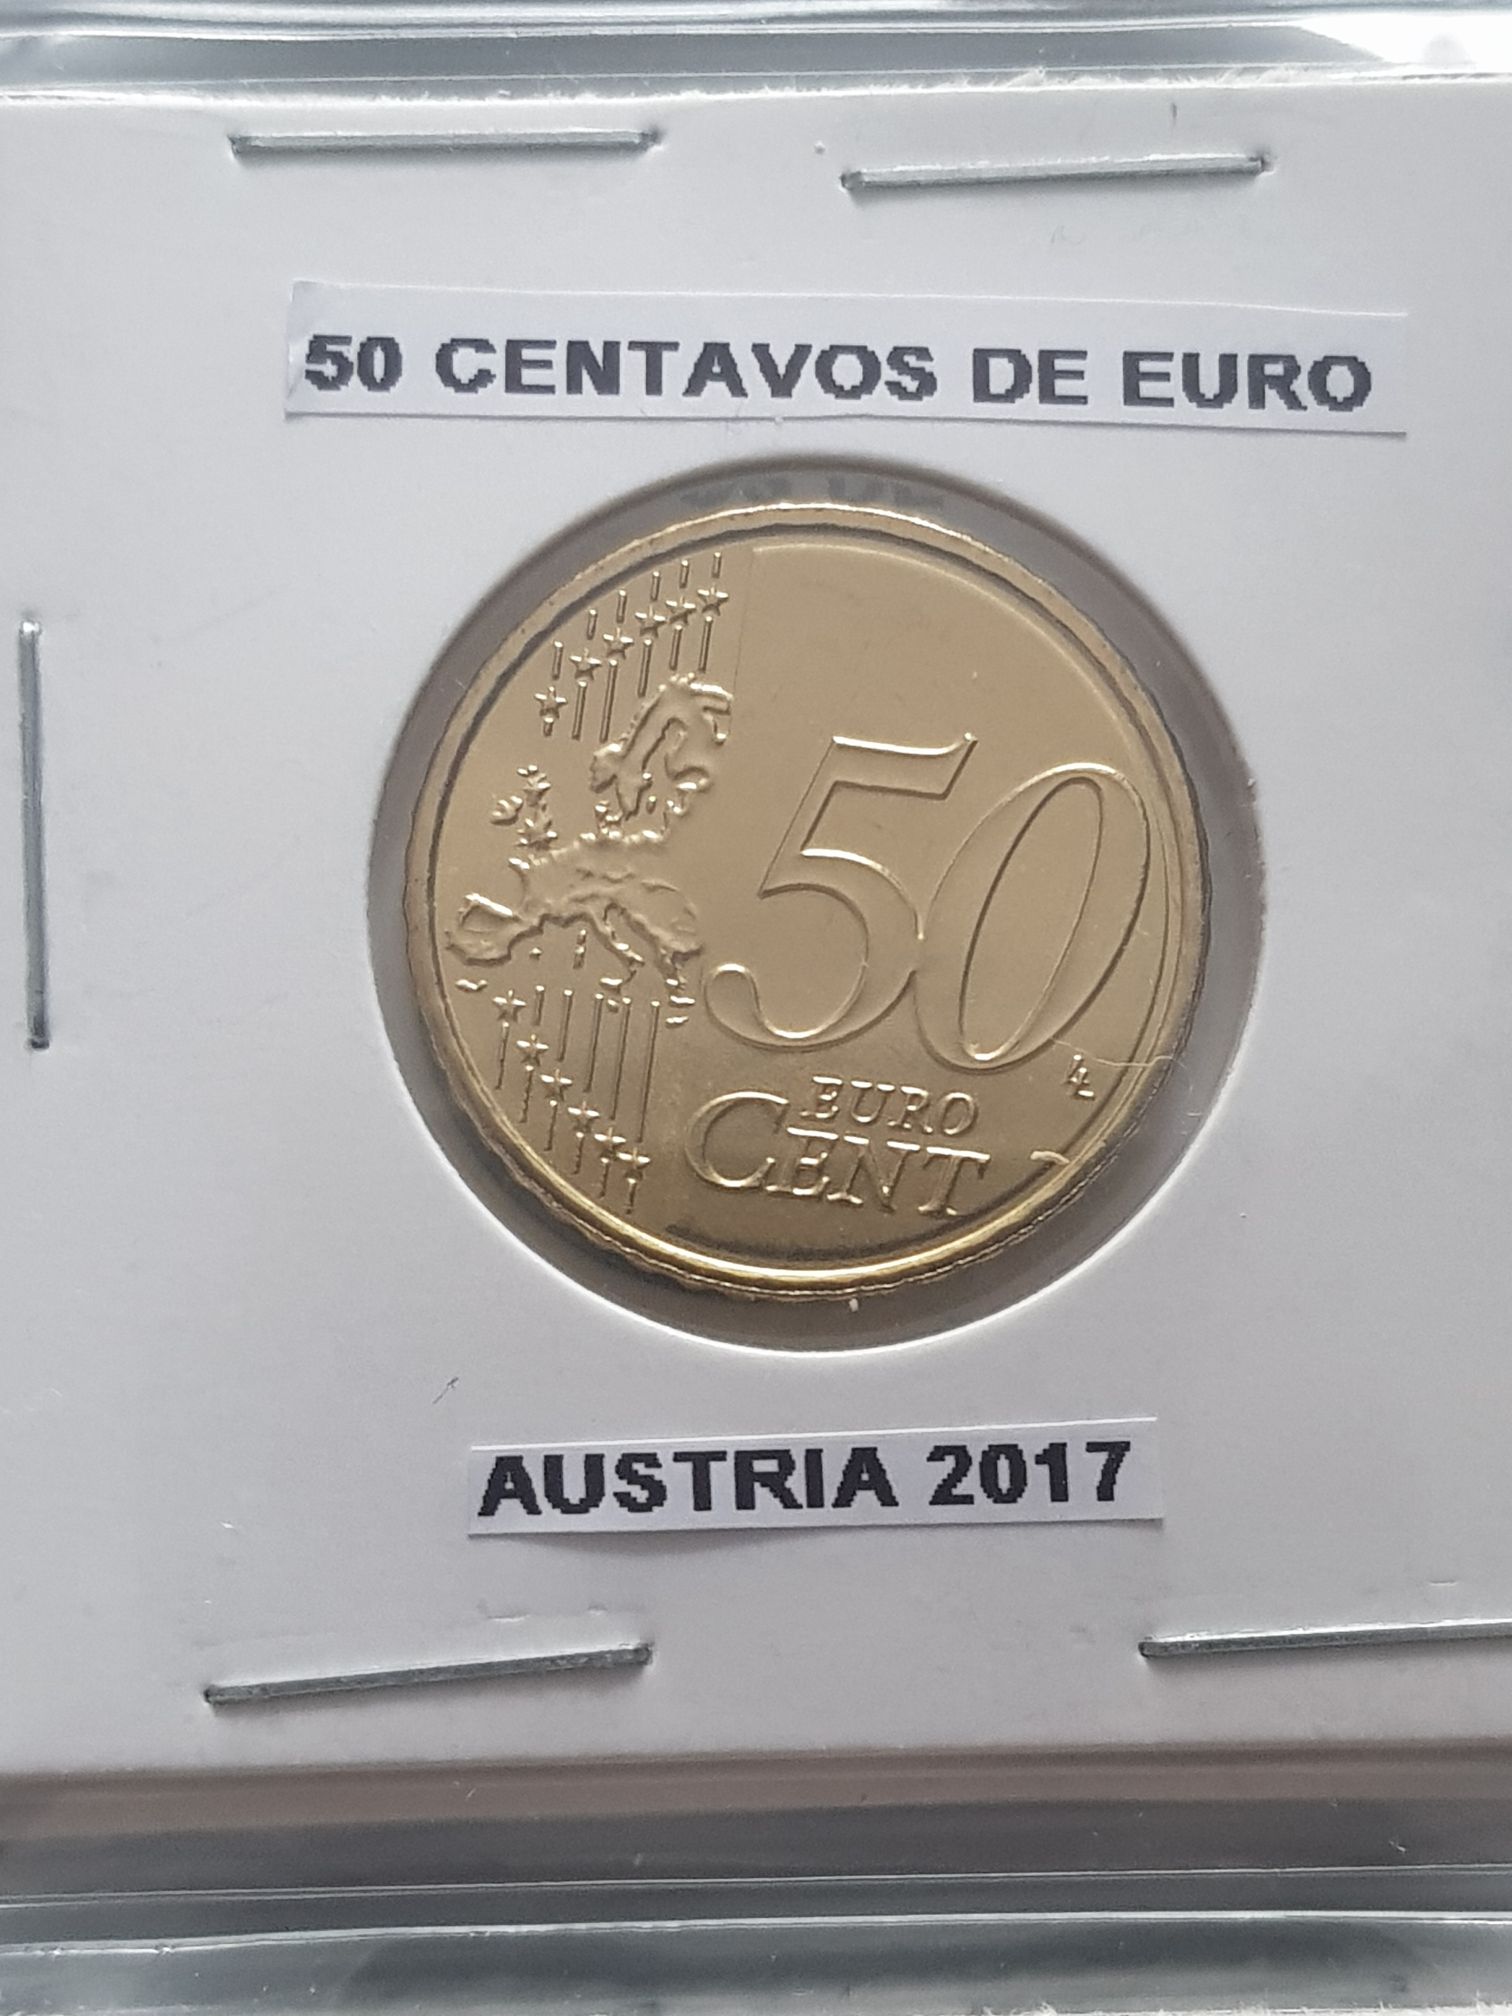 50 CENTAVOS DE EURO
50
EURO
CENT
AUSTRIA 2017